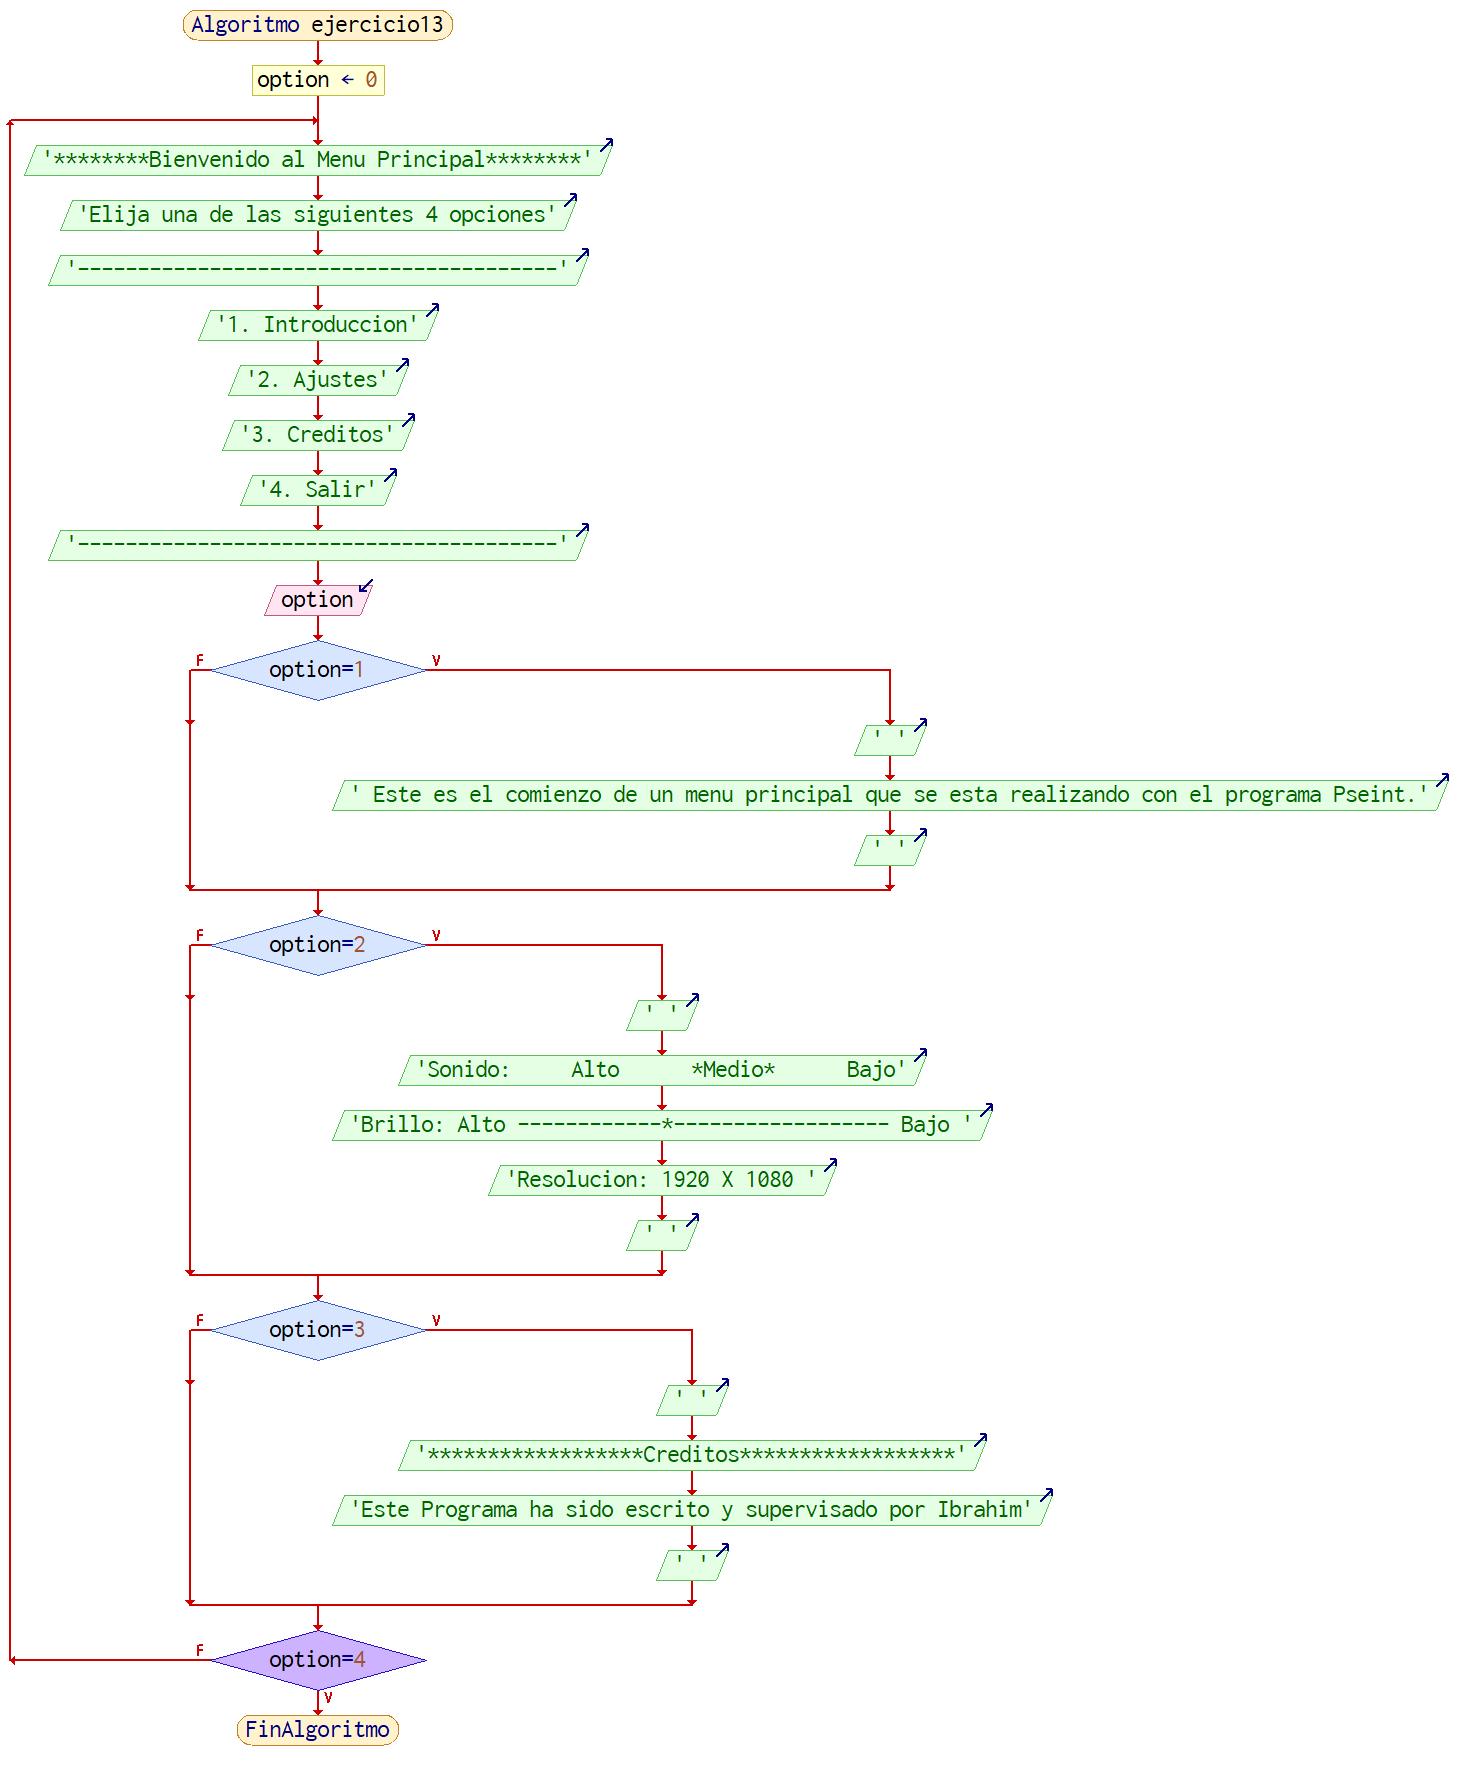 Algoritmo ejercicio13
option ← 0
'********Bienvenido al Menu Principal********'
'Elija una de las siguientes 4 opciones'
'----------------------------------------'
'1. Introduccion'
'2. Ajustes'
'3. Creditos'
'4. Salir'
'----------------------------------------'
option
F
option=1
V
' '
' Este es el comienzo de un menu principal que se esta realizando con el programa Pseint.'
' '
F
option=2
V
' '
'Sonido:     Alto      *Medio*      Bajo'
'Brillo: Alto ------------*------------------ Bajo '
'Resolucion: 1920 X 1080 '
' '
F
option=3
V
' '
'******************Creditos******************'
'Este Programa ha sido escrito y supervisado por Ibrahim'
' '
F
option=4
V
FinAlgoritmo